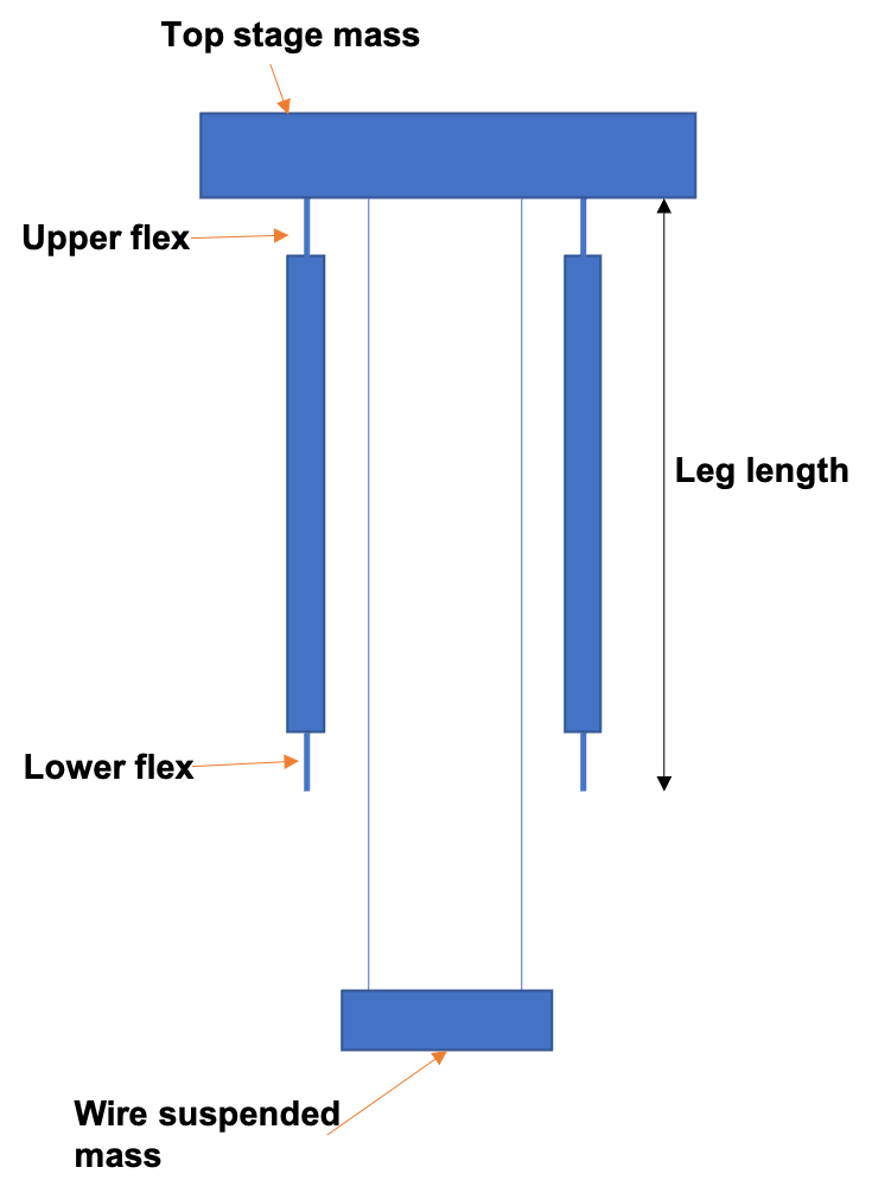 Top stage mass
Upper flex
Leg length
Lower flex
Wire suspended
mass